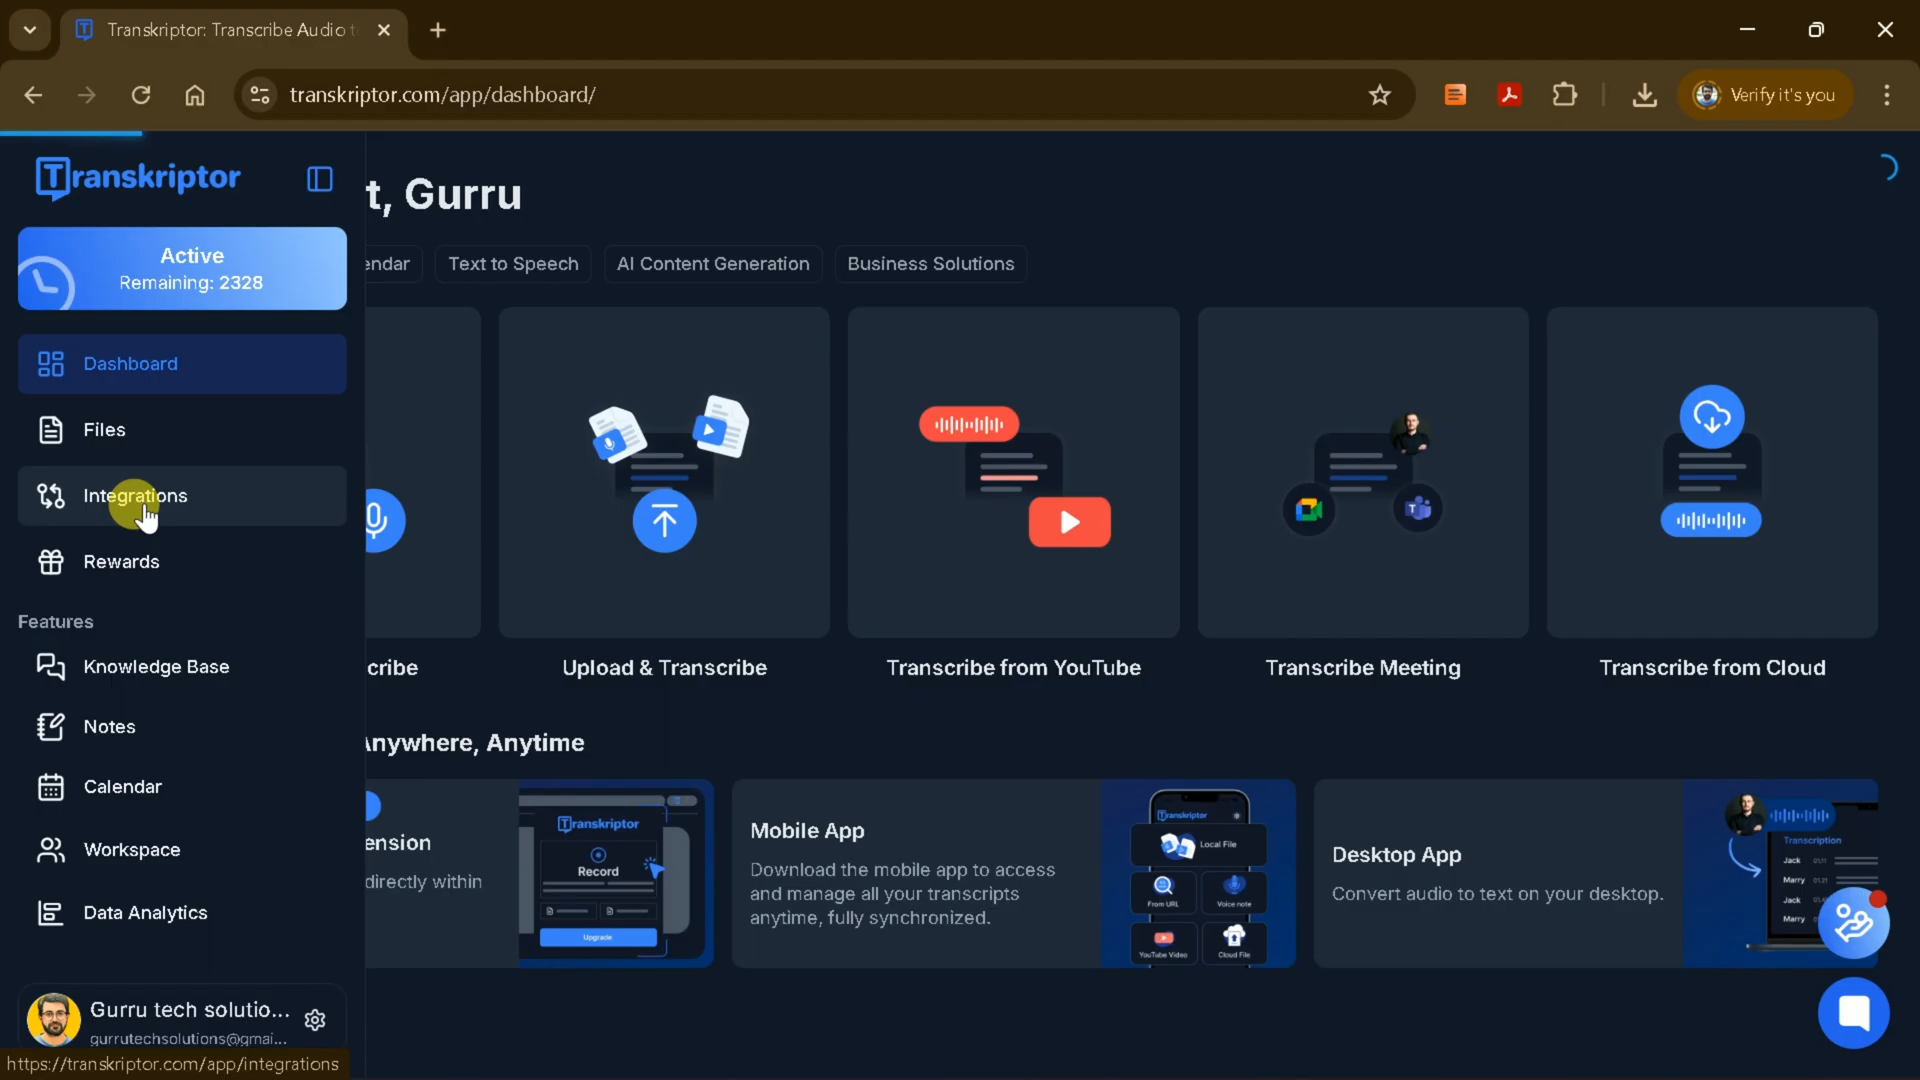 Transkriptor: Transcribe Audio t
transkriptor.com/app/dashboard/
Verify it's you
Transkriptor
Active
Remaining: 2328
Dashboard
Files
Integrations
Rewards
Features
Knowledge Base
Notes
Calendar
Workspace
Data Analytics
Gurru tech solutio...
gurrutechsolutions@gmai...
https://transkriptor.com/app/integrations
t, Gurru
endar
Text to Speech
AI Content Generation
Business Solutions
cribe
Upload & Transcribe
Transcribe from YouTube
Transcribe Meeting
Transcribe from Cloud
Anywhere, Anytime
ension
directly within
Transkriptor
Record
Upgrade
Mobile App
Download the mobile app to access
and manage all your transcripts
anytime, fully synchronized.
Transkriptor
Local File
From URL
Voice note
YouTube Video
Cloud File
Desktop App
Convert audio to text on your desktop.
Transcription
Jack
Marry
Jack
Marry